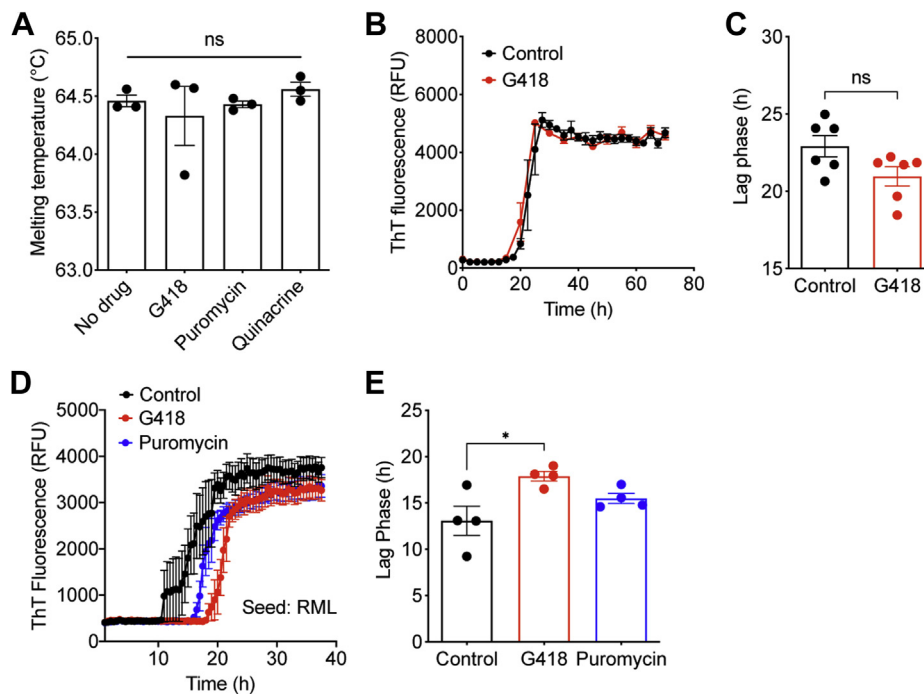 A
ns
Melting temperature (°C)
65.0
64.5
64.0
63.5
63.0
No drug
G418
Puromycin
Quinacrine
B
Control
G418
ThT fluorescence (RFU)
8000
6000
4000
2000
0
0 20 40 60 80
Time (h)
C
ns
Lag phase (h)
25
20
15
Control G418
D
Control
G418
Puromycin
ThT Fluorescence (RFU)
5000
4000
3000
2000
1000
0
Seed: RML
10 20 30 40
Time (h)
E
*
Lag Phase (h)
25
20
15
10
5
0
Control G418 Puromycin